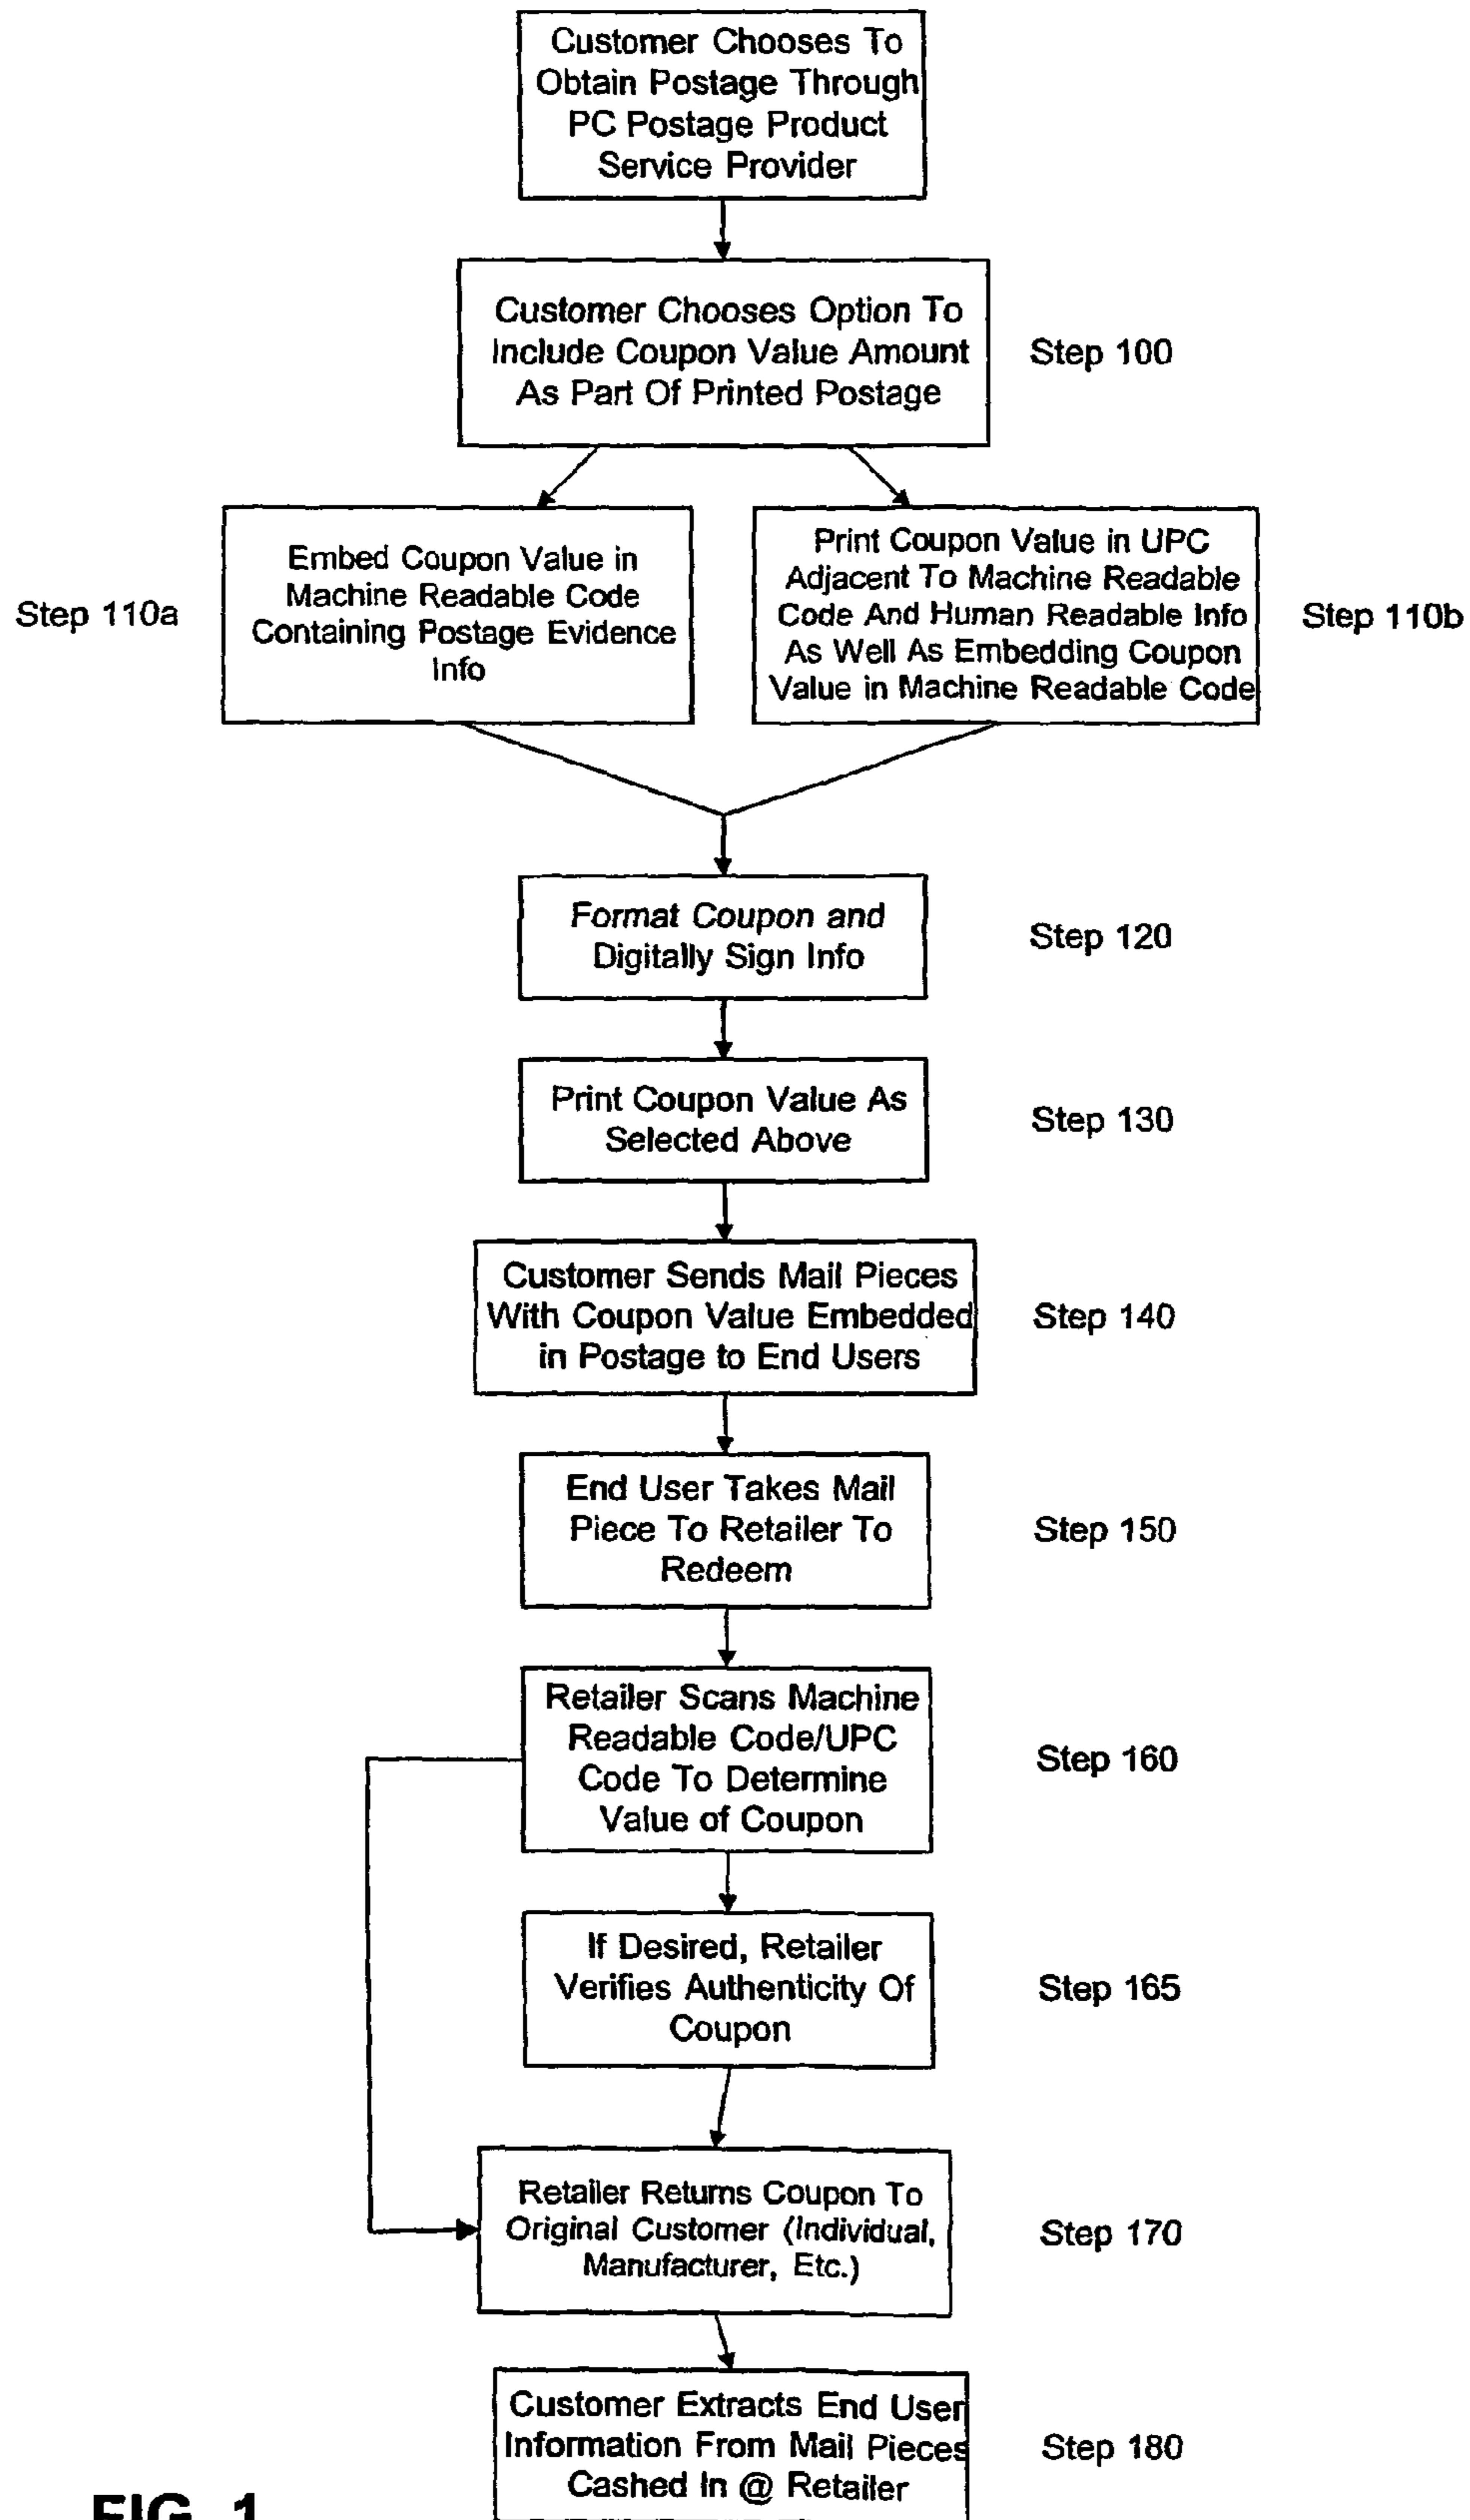 Customer Chooses To
Obtain Postage Through
PC Postage Product
Service Provider
Customer Chooses Option To
Include Coupon Value Amount
As Part Of Printed Postage
Step 100
Step 110a
Embed Coupon Value in
Machine Readable Code
Containing Postage Evidence
Info
Print Coupon Value in UPC
Adjacent To Machine Readable
Code And Human Readable Info
As Well As Embedding Coupon
Value in Machine Readable Code
Step 110b
Format Coupon and
Digitally Sign Info
Step 120
Print Coupon Value As
Selected Above
Step 130
Customer Sends Mail Pieces
With Coupon Value Embedded
in Postage to End Users
Step 140
End User Takes Mail
Piece To Retailer To
Redeem
Step 150
Retailer Scans Machine
Readable Code/UPC
Code To Determine
Value of Coupon
Step 160
If Desired, Retailer
Verifies Authenticity Of
Coupon
Step 165
Retailer Returns Coupon To
Original Customer (Individual,
Manufacturer, Etc.)
Step 170
Customer Extracts End User
Information From Mail Pieces
Cashed In @ Retailer
Step 180
FIG. 1